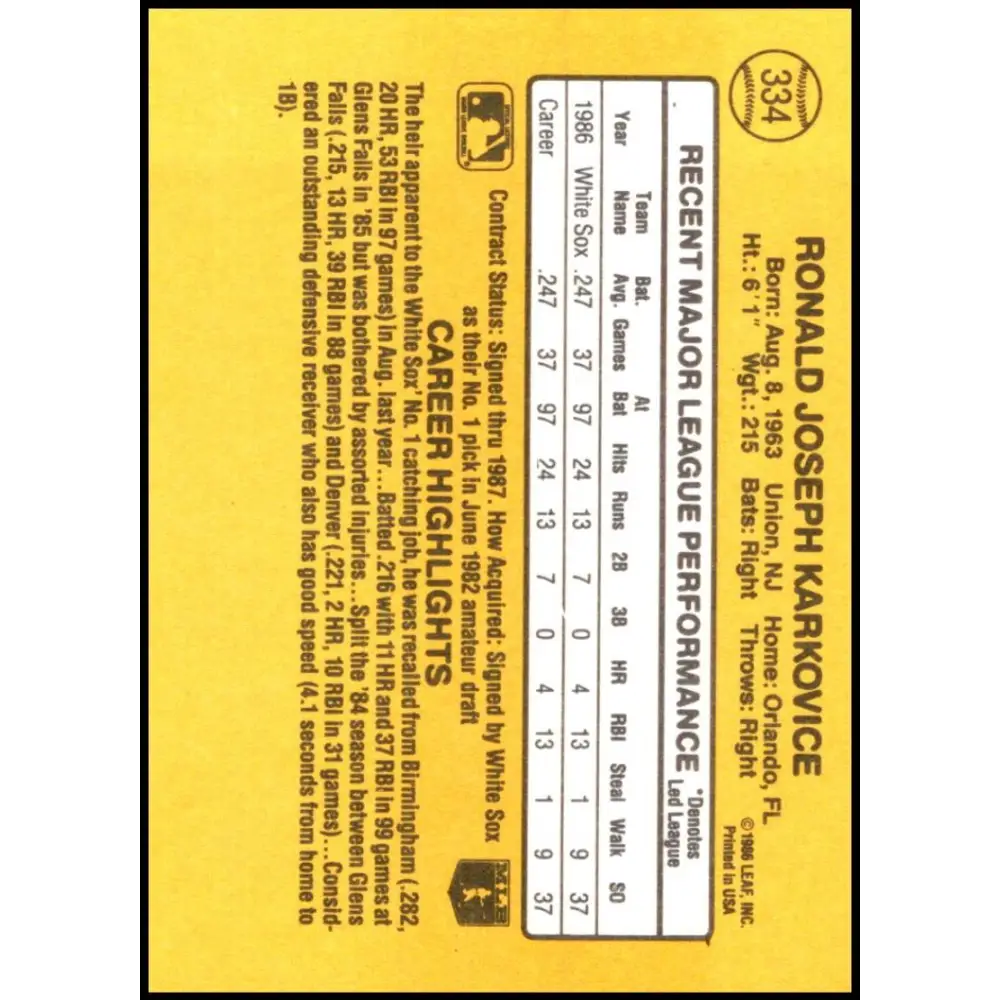 334
RONALD JOSEPH KARKOVICE
Born: Aug. 8, 1963 Union, NJ Home: Orlando, FL
Ht.: 6'1" Wgt.: 215 Bats: Right Throws: Right
©1986 LEAF, INC.
Printed in USA
RECENT MAJOR LEAGUE PERFORMANCE *Denotes
Led League
Team Bat. At
Year Name Avg. Games Bat Hits Runs 2B 3B HR RBI Steal Walk SO
1986 White Sox .247 37 97 24 13 7 0 4 13 1 9 37
Career .247 37 97 24 13 7 0 4 13 1 9 37
Contract Status: Signed thru 1987. How Acquired: Signed by White Sox
as their No. 1 pick in June 1982 amateur draft
MLB
CAREER HIGHLIGHTS
The heir apparent to the White Sox' No. 1 catching job, he was recalled from Birmingham (.282,
20 HR, 53 RBI in 97 games) in Aug. last year...Batted .216 with 11 HR and 37 RBI in 99 games at
Glens Falls in '85 but was bothered by assorted injuries...Split the '84 season between Glens
Falls (.215, 13 HR, 39 RBI in 88 games) and Denver (.221, 2 HR, 10 RBI in 31 games)...Consid-
ered an outstanding defensive receiver who also has good speed (4.1 seconds from home to
1B).